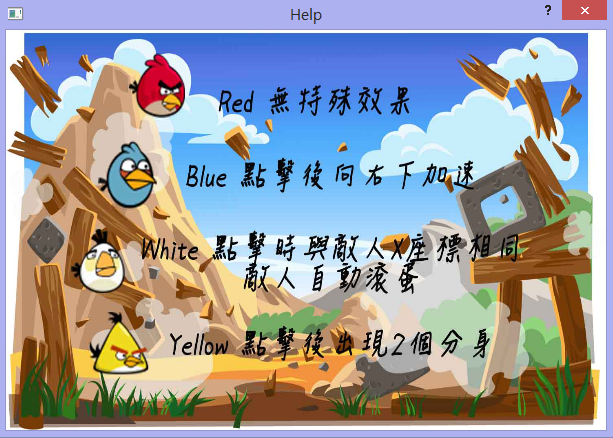 Help
Red 無特殊效果
Blue 點擊後向右下加速
White 點擊時與敵人X座標相同
敵人自動滾蛋
Yellow 點擊後出現2個分身